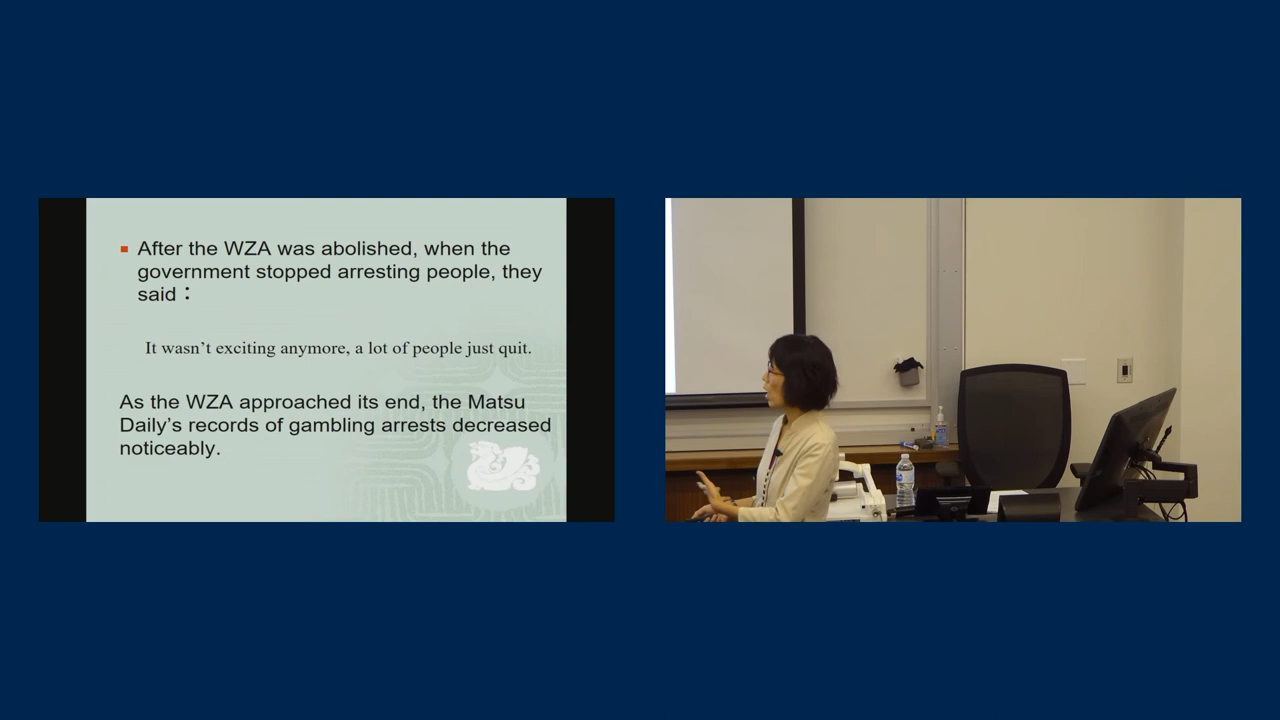 After the WZA was abolished, when the
government stopped arresting people, they
said：
It wasn't exciting anymore, a lot of people just quit.
As the WZA approached its end, the Matsu
Daily's records of gambling arrests decreased
noticeably.